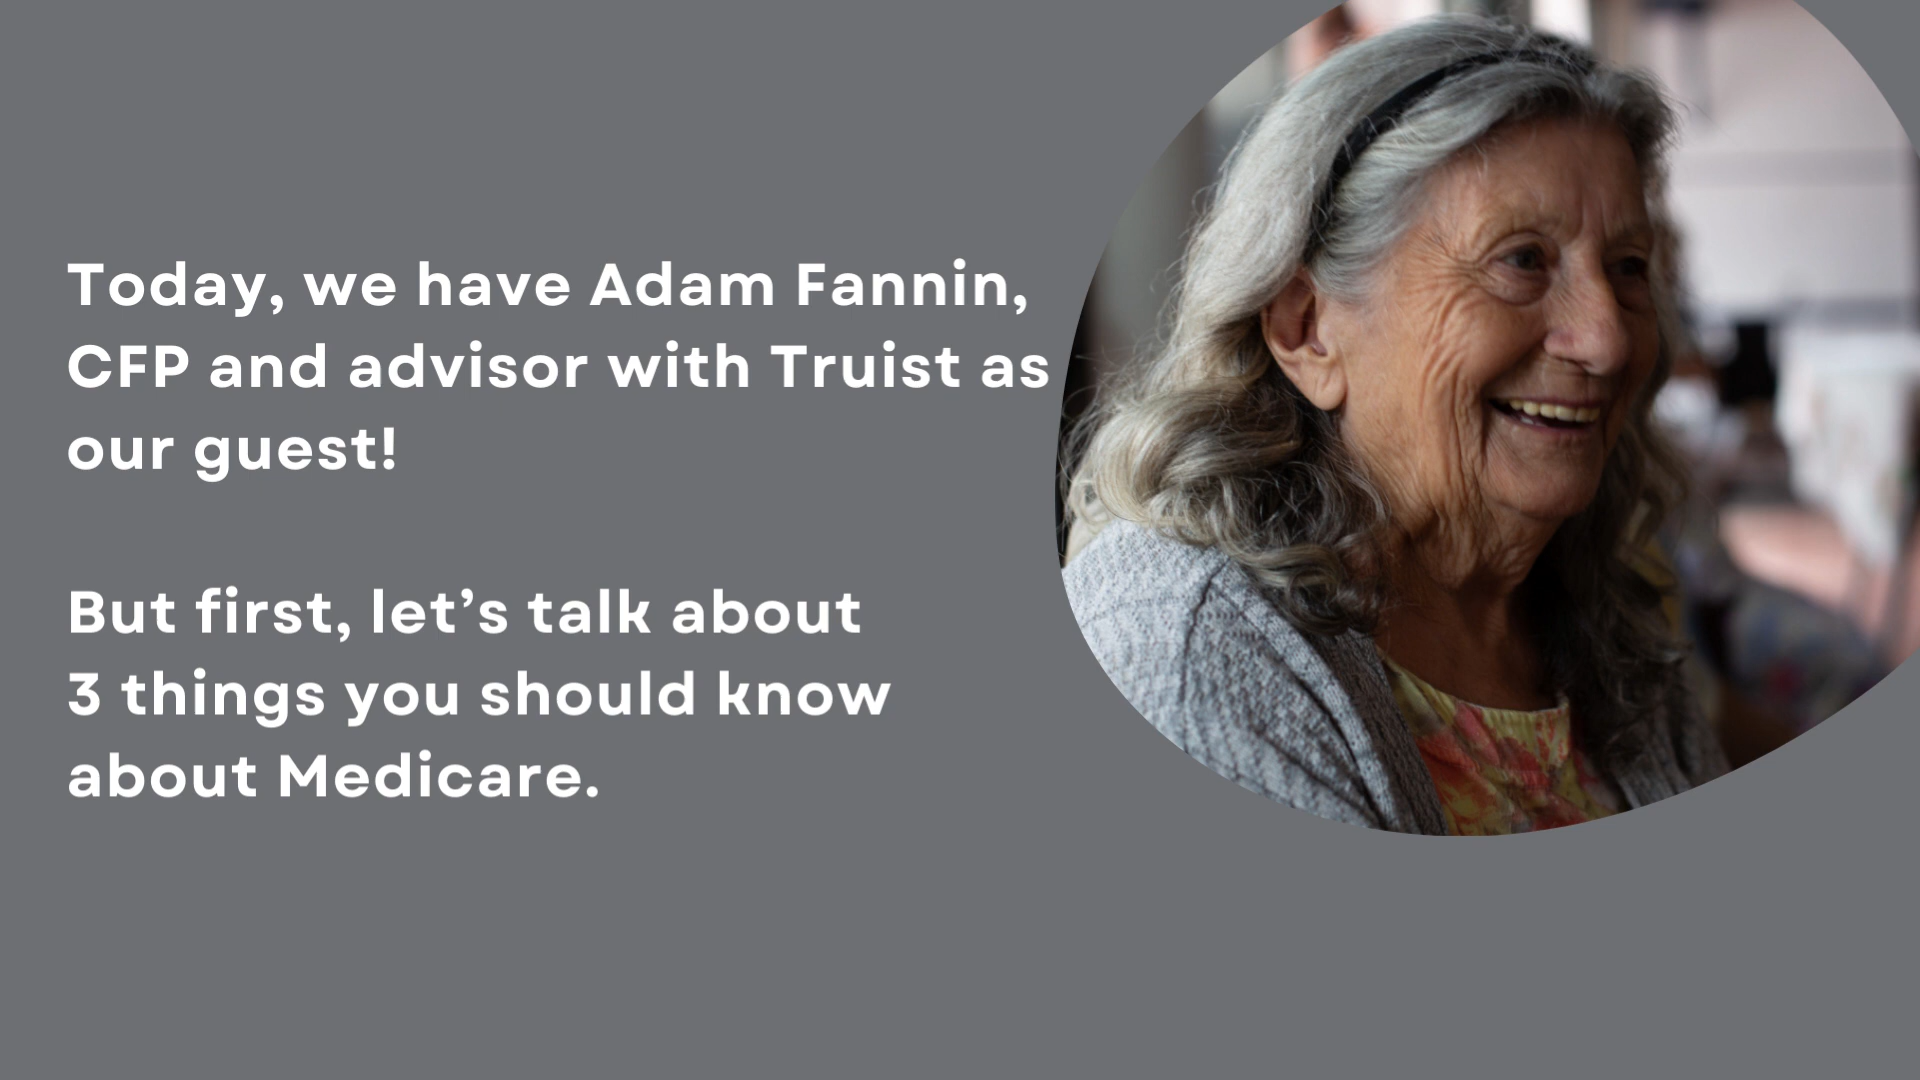 Today, we have Adam Fannin,
CFP and advisor with Truist as
our guest!
But first, let’s talk about
3 things you should know
about Medicare.